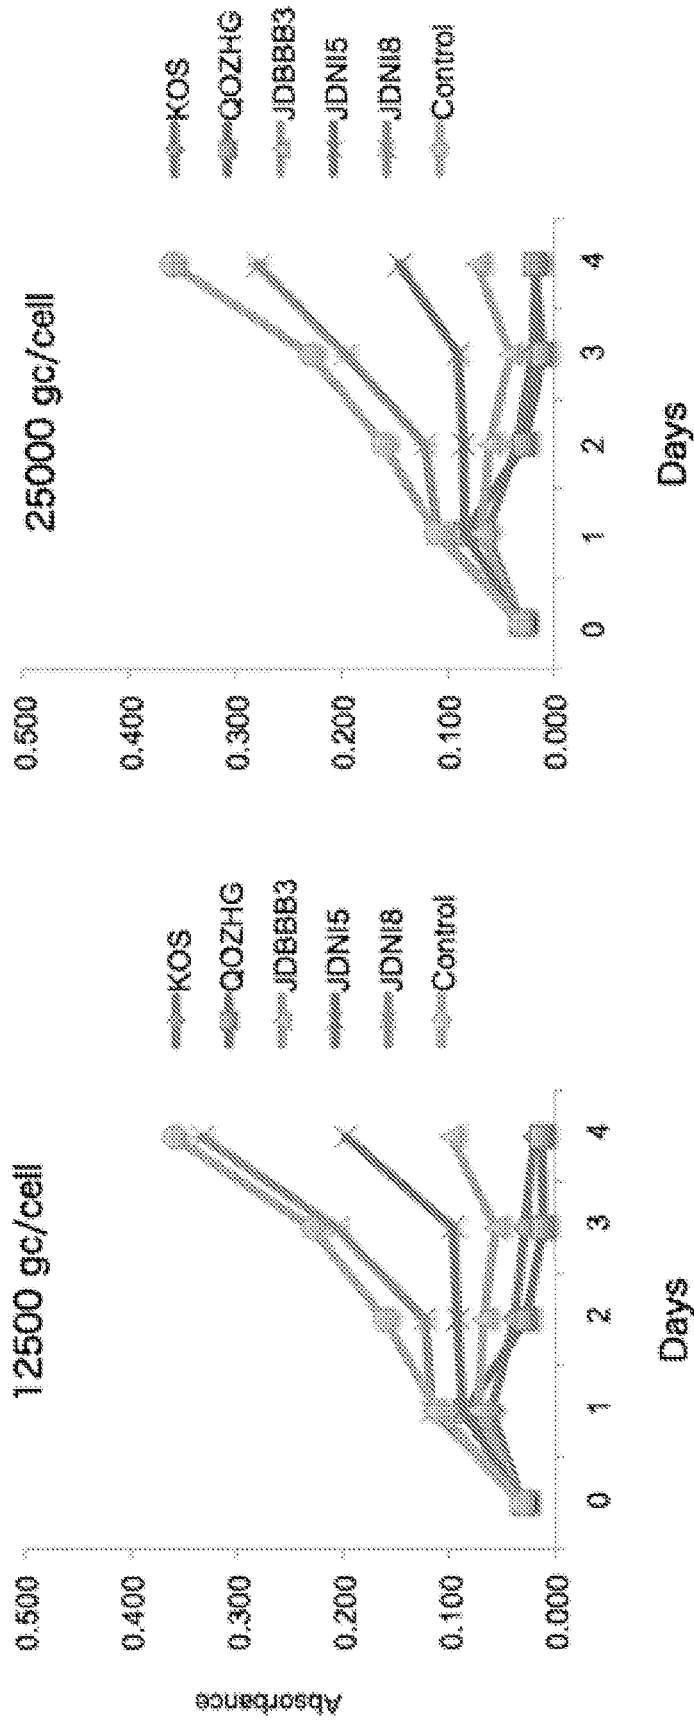 12500 gc/cell
Absorbance
0.500
0.400
0.300
0.200
0.100
0.000
0 1 2 3 4
Days
KOS
QOZHG
JDBBB3
JDNI5
JDNI8
Control
25000 gc/cell
0.500
0.400
0.300
0.200
0.100
0.000
0 1 2 3 4
Days
KOS
QOZHG
JDBBB3
JDNI5
JDNI8
Control